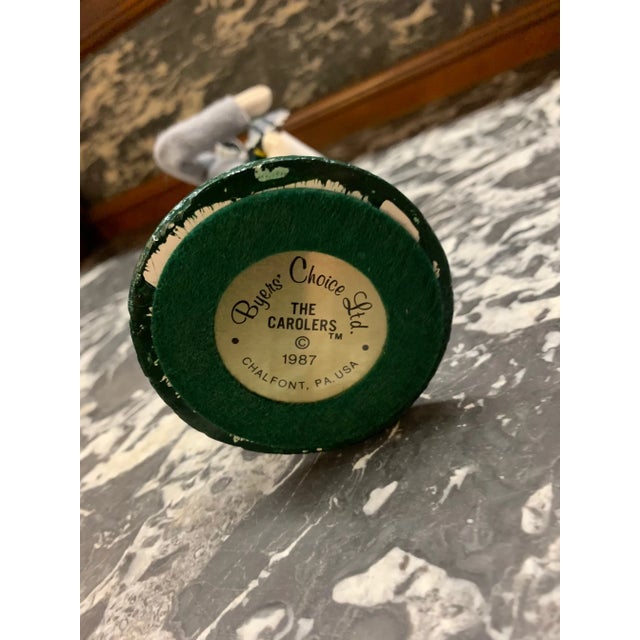 Byers' Choice Ltd.
THE
CAROLERS ™
©
• 1987 •
CHALFONT, PA. USA